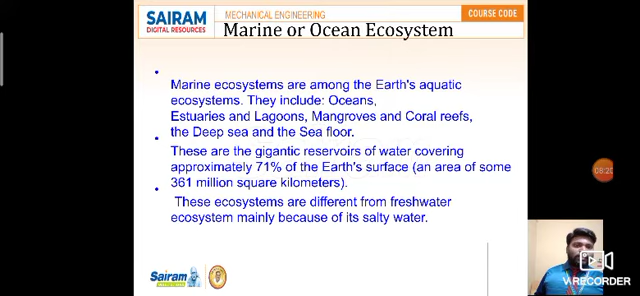 SAIRAM
DIGITAL RESOURCES
MECHANICAL ENGINEERING
COURSE CODE
Marine or Ocean Ecosystem
• Marine ecosystems are among the Earth's aquatic
ecosystems. They include: Oceans,
Estuaries and Lagoons, Mangroves and Coral reefs,
the Deep sea and the Sea floor.
• These are the gigantic reservoirs of water covering
approximately 71% of the Earth's surface (an area of some
361 million square kilometers).
• These ecosystems are different from freshwater
ecosystem mainly because of its salty water.
08:20
Sairam
V.RECORDER